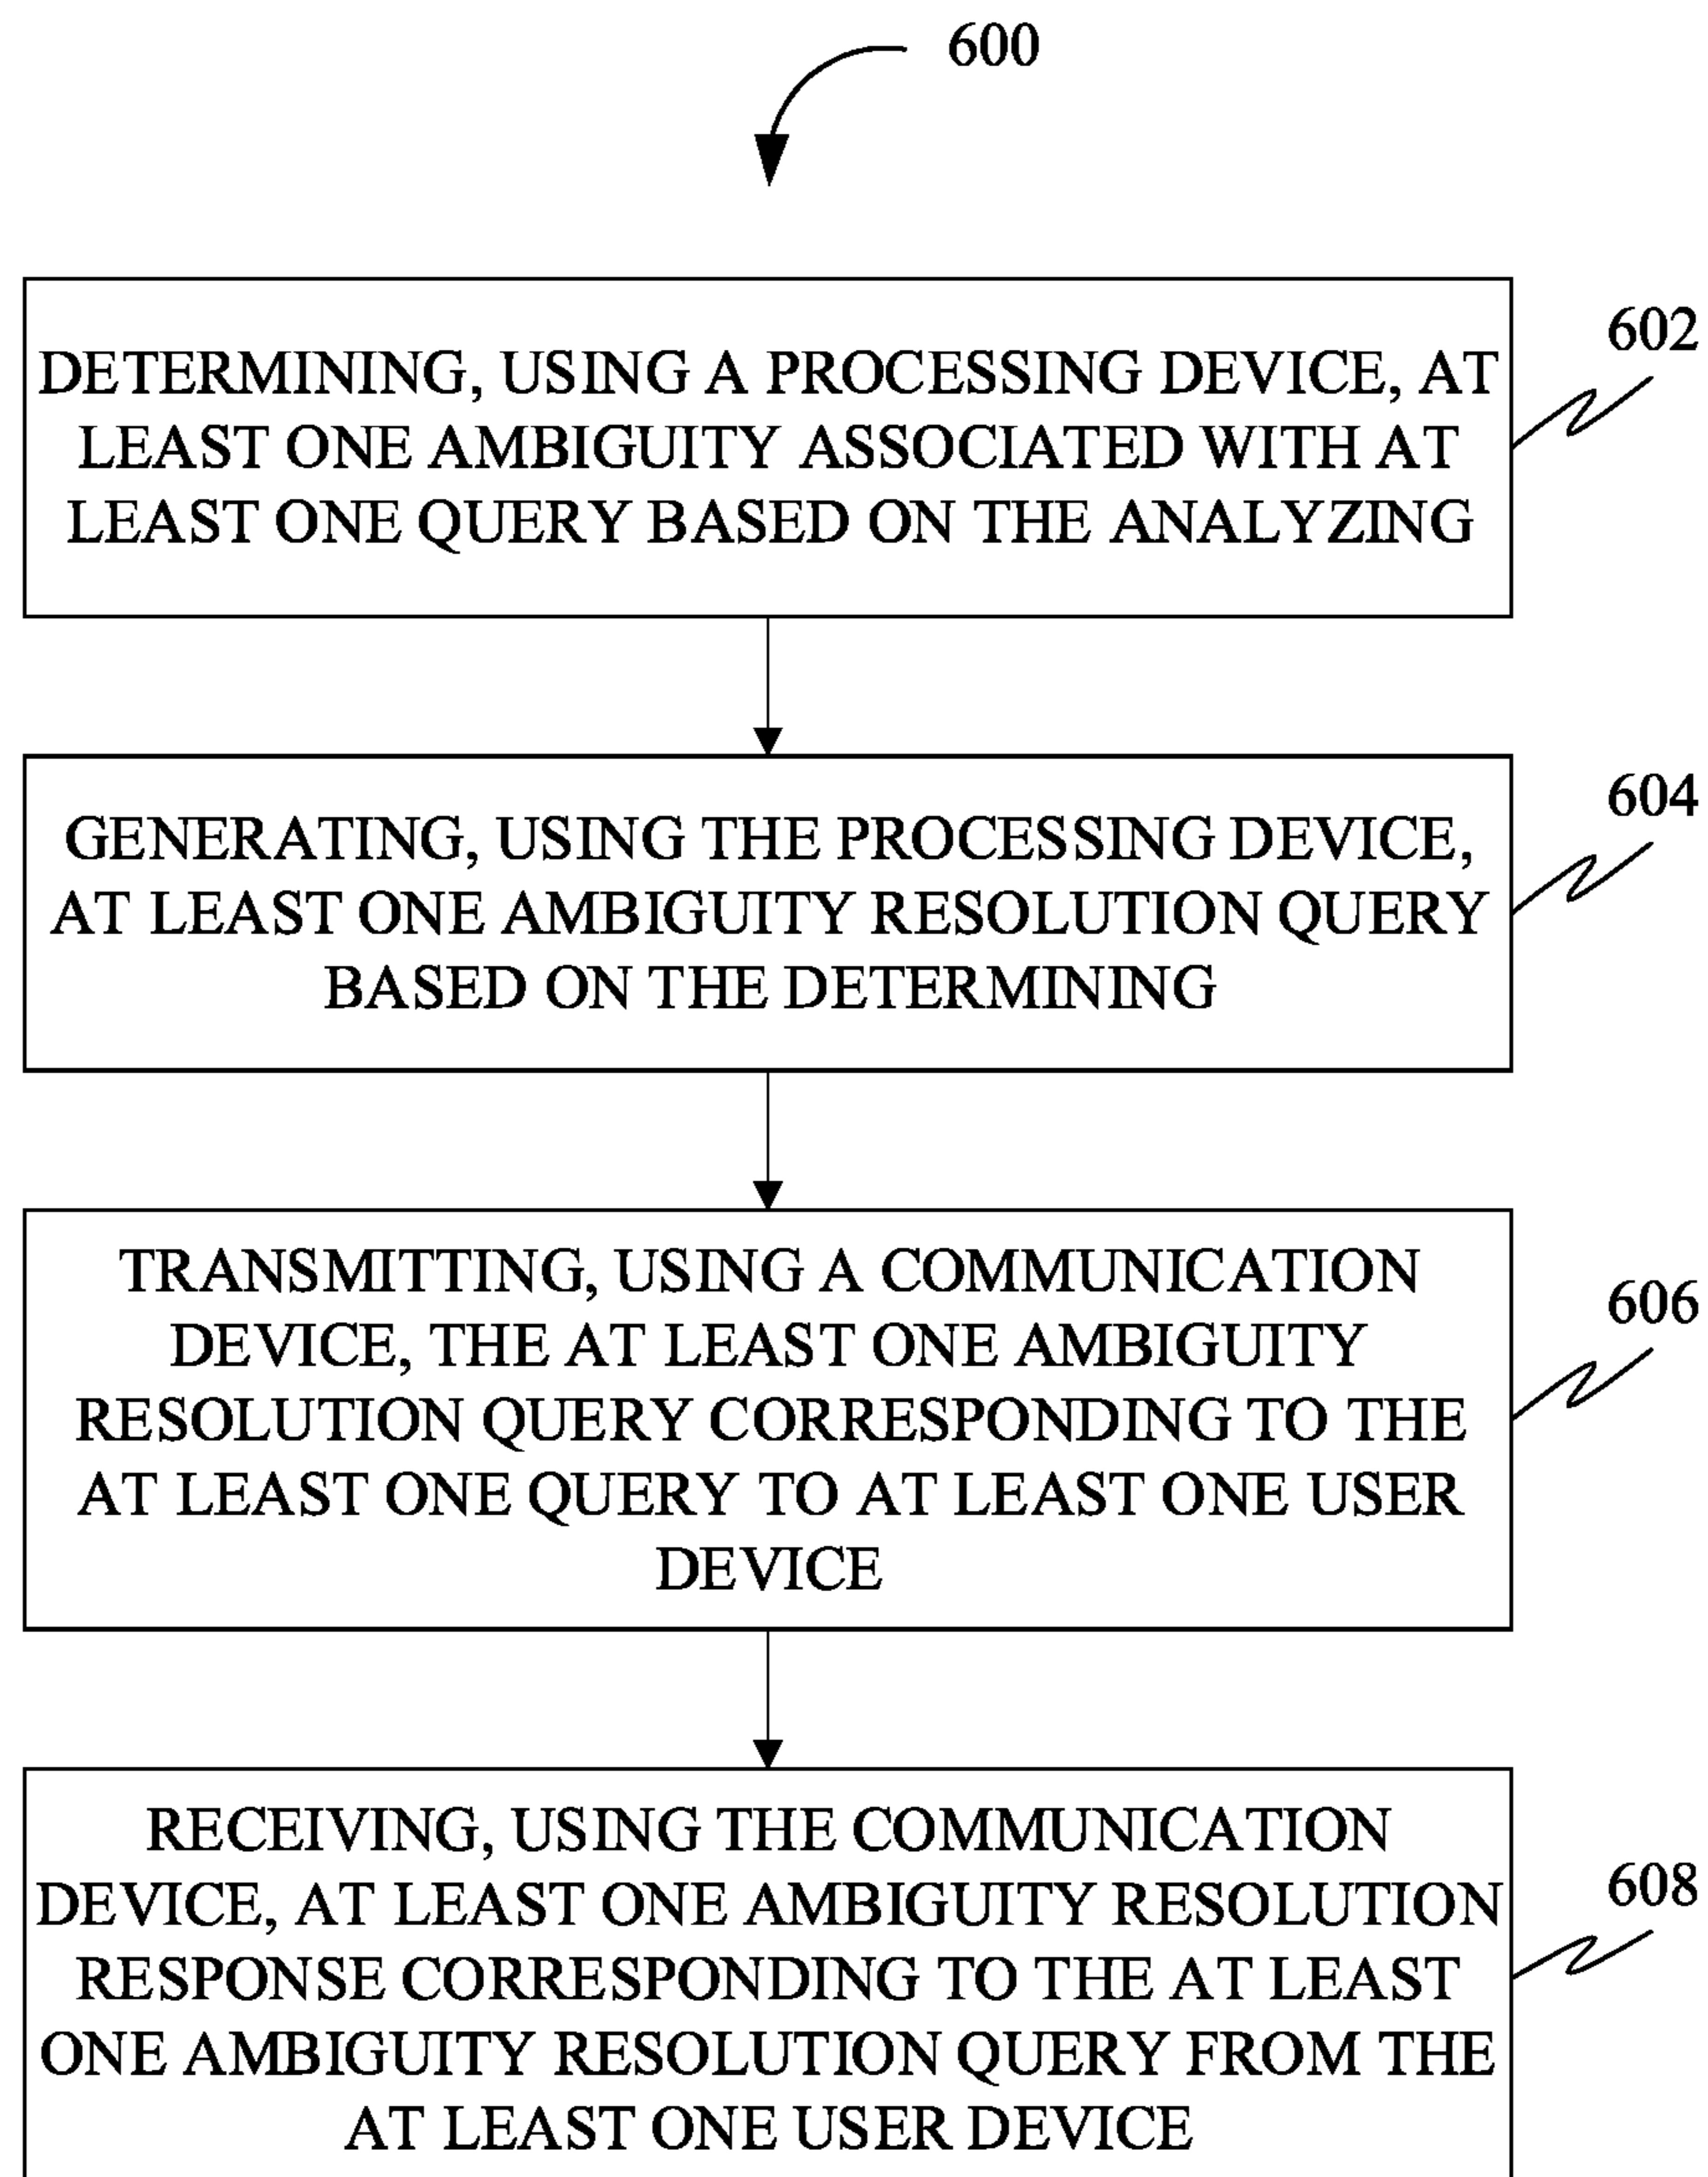 600
DETERMINING, USING A PROCESSING DEVICE, AT
LEAST ONE AMBIGUITY ASSOCIATED WITH AT
LEAST ONE QUERY BASED ON THE ANALYZING
602
GENERATING, USING THE PROCESSING DEVICE,
AT LEAST ONE AMBIGUITY RESOLUTION QUERY
BASED ON THE DETERMINING
604
TRANSMITTING, USING A COMMUNICATION
DEVICE, THE AT LEAST ONE AMBIGUITY
RESOLUTION QUERY CORRESPONDING TO THE
AT LEAST ONE QUERY TO AT LEAST ONE USER
DEVICE
606
RECEIVING, USING THE COMMUNICATION
DEVICE, AT LEAST ONE AMBIGUITY RESOLUTION
RESPONSE CORRESPONDING TO THE AT LEAST
ONE AMBIGUITY RESOLUTION QUERY FROM THE
AT LEAST ONE USER DEVICE
608